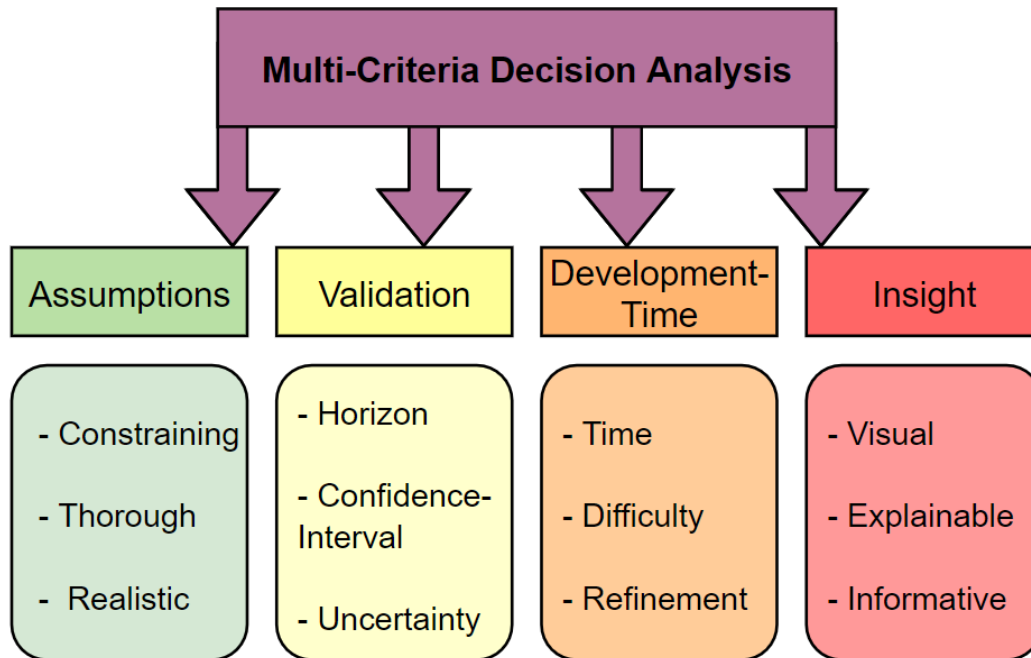 Multi-Criteria Decision Analysis
Assumptions
Validation
Development-
Time
Insight
- Constraining
- Thorough
- Realistic
- Horizon
- Confidence-
Interval
- Uncertainty
- Time
- Difficulty
- Refinement
- Visual
- Explainable
- Informative